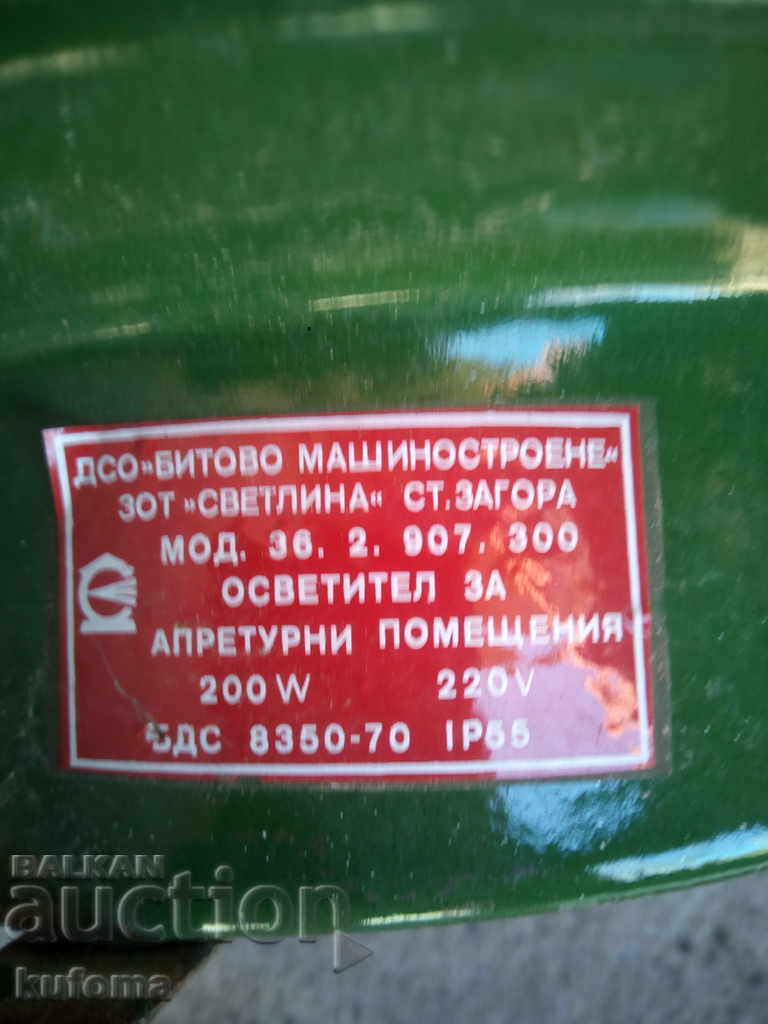 ДСО»БИТОВО МАШИНОСТРОЕНЕ«
ЗОТ »СВЕТЛИНА« СТ.ЗАГОРА
МОД. 36. 2. 907. 300
ОСВЕТИТЕЛ ЗА
АПРЕТУРНИ ПОМЕЩЕНИЯ
200W 220V
БДС 8350-70 IP55
BALKAN
auction
kufoma